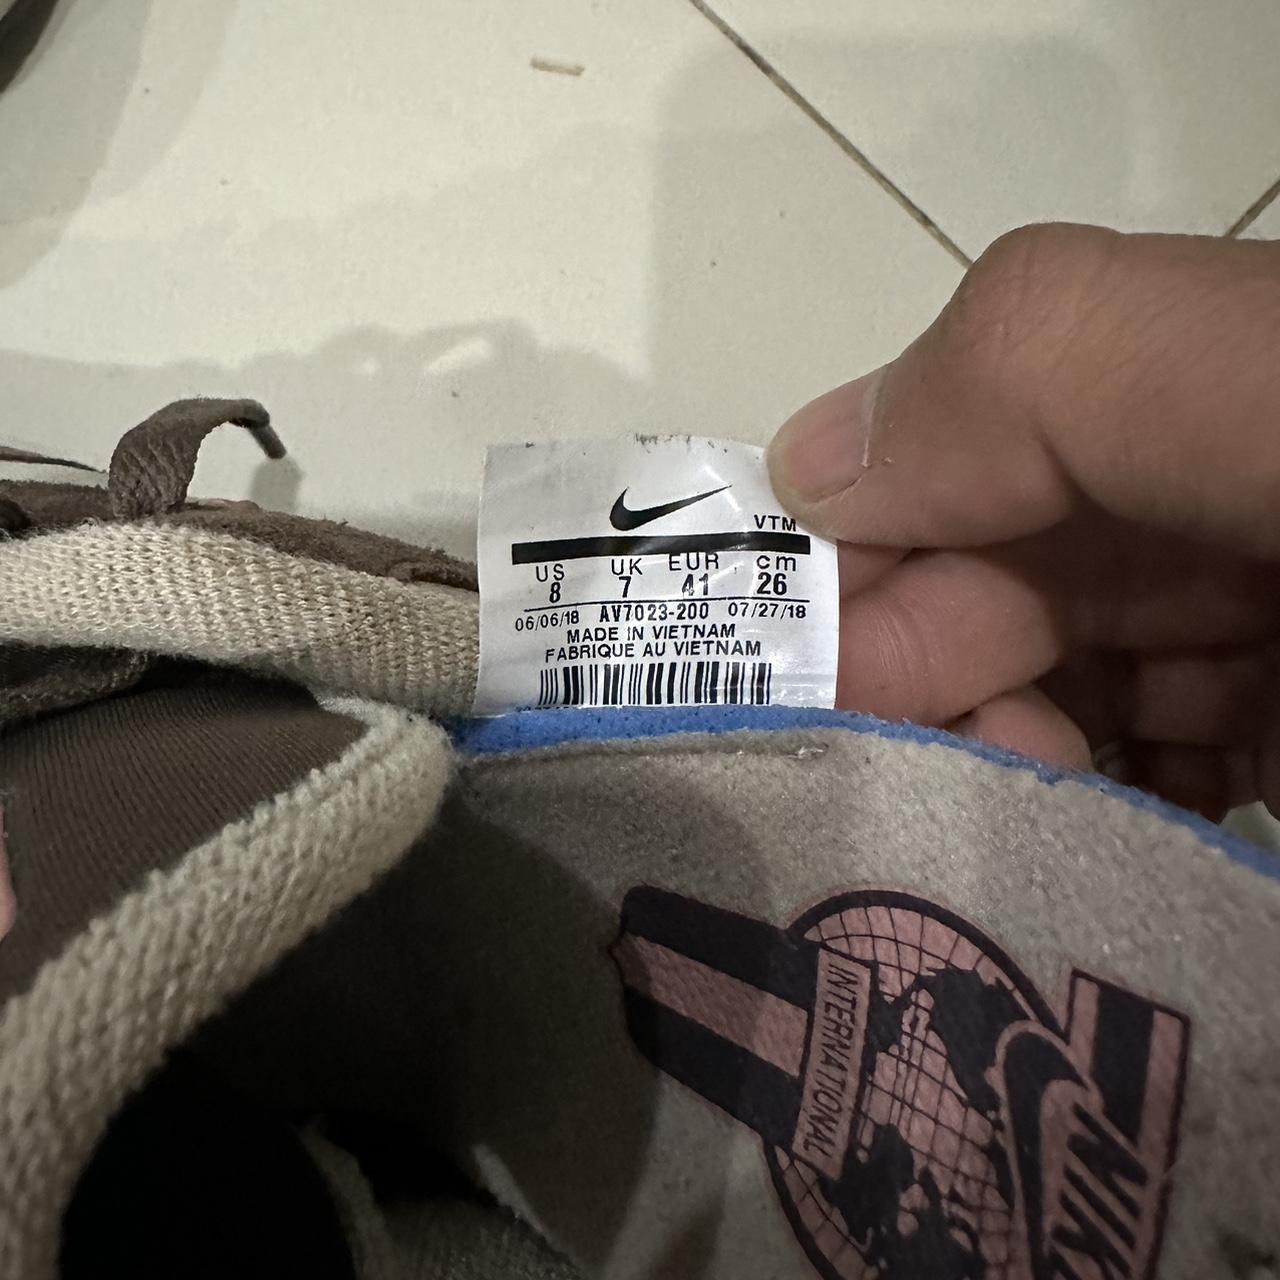 VTM
US UK EUR cm
8 7 41 26
06/06/18 AV7023-200 07/27/18
MADE IN VIETNAM
FABRIQUE AU VIETNAM
INTERNATIONAL